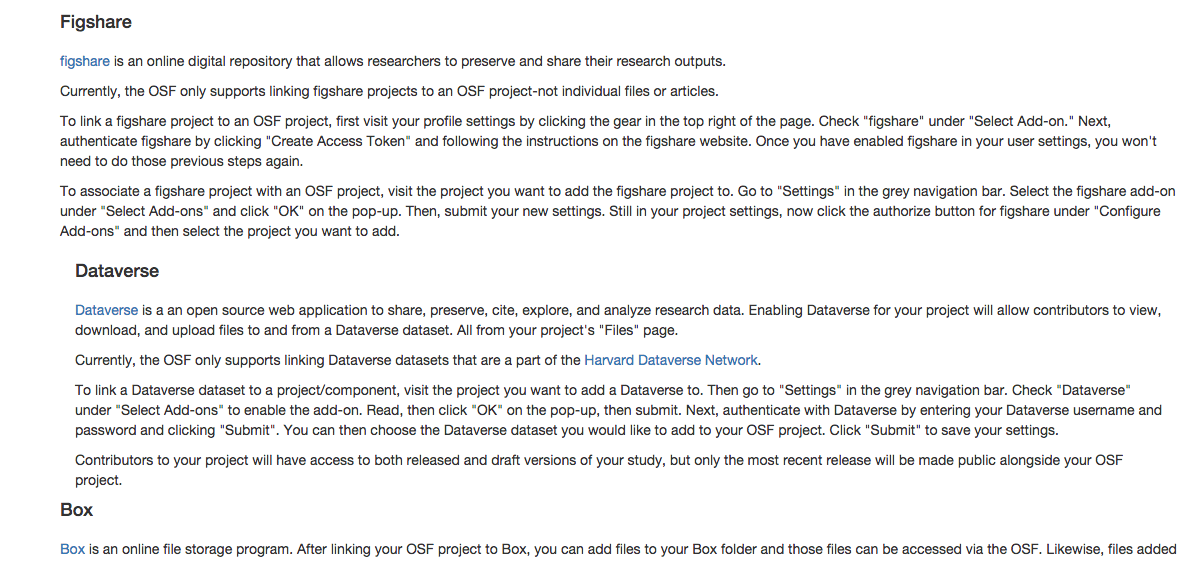 Figshare
figshare is an online digital repository that allows researchers to preserve and share their research outputs.
Currently, the OSF only supports linking figshare projects to an OSF project-not individual files or articles.
To link a figshare project to an OSF project, first visit your profile settings by clicking the gear in the top right of the page. Check "figshare" under "Select Add-on." Next,
authenticate figshare by clicking "Create Access Token" and following the instructions on the figshare website. Once you have enabled figshare in your user settings, you won't
need to do those previous steps again.
To associate a figshare project with an OSF project, visit the project you want to add the figshare project to. Go to "Settings" in the grey navigation bar. Select the figshare add-on
under "Select Add-ons" and click "OK" on the pop-up. Then, submit your new settings. Still in your project settings, now click the authorize button for figshare under "Configure
Add-ons" and then select the project you want to add.
Dataverse
Dataverse is a an open source web application to share, preserve, cite, explore, and analyze research data. Enabling Dataverse for your project will allow contributors to view,
download, and upload files to and from a Dataverse dataset. All from your project's "Files" page.
Currently, the OSF only supports linking Dataverse datasets that are a part of the Harvard Dataverse Network.
To link a Dataverse dataset to a project/component, visit the project you want to add a Dataverse to. Then go to "Settings" in the grey navigation bar. Check "Dataverse"
under "Select Add-ons" to enable the add-on. Read, then click "OK" on the pop-up, then submit. Next, authenticate with Dataverse by entering your Dataverse username and
password and clicking "Submit". You can then choose the Dataverse dataset you would like to add to your OSF project. Click "Submit" to save your settings.
Contributors to your project will have access to both released and draft versions of your study, but only the most recent release will be made public alongside your OSF
project.
Box
Box is an online file storage program. After linking your OSF project to Box, you can add files to your Box folder and those files can be accessed via the OSF. Likewise, files added